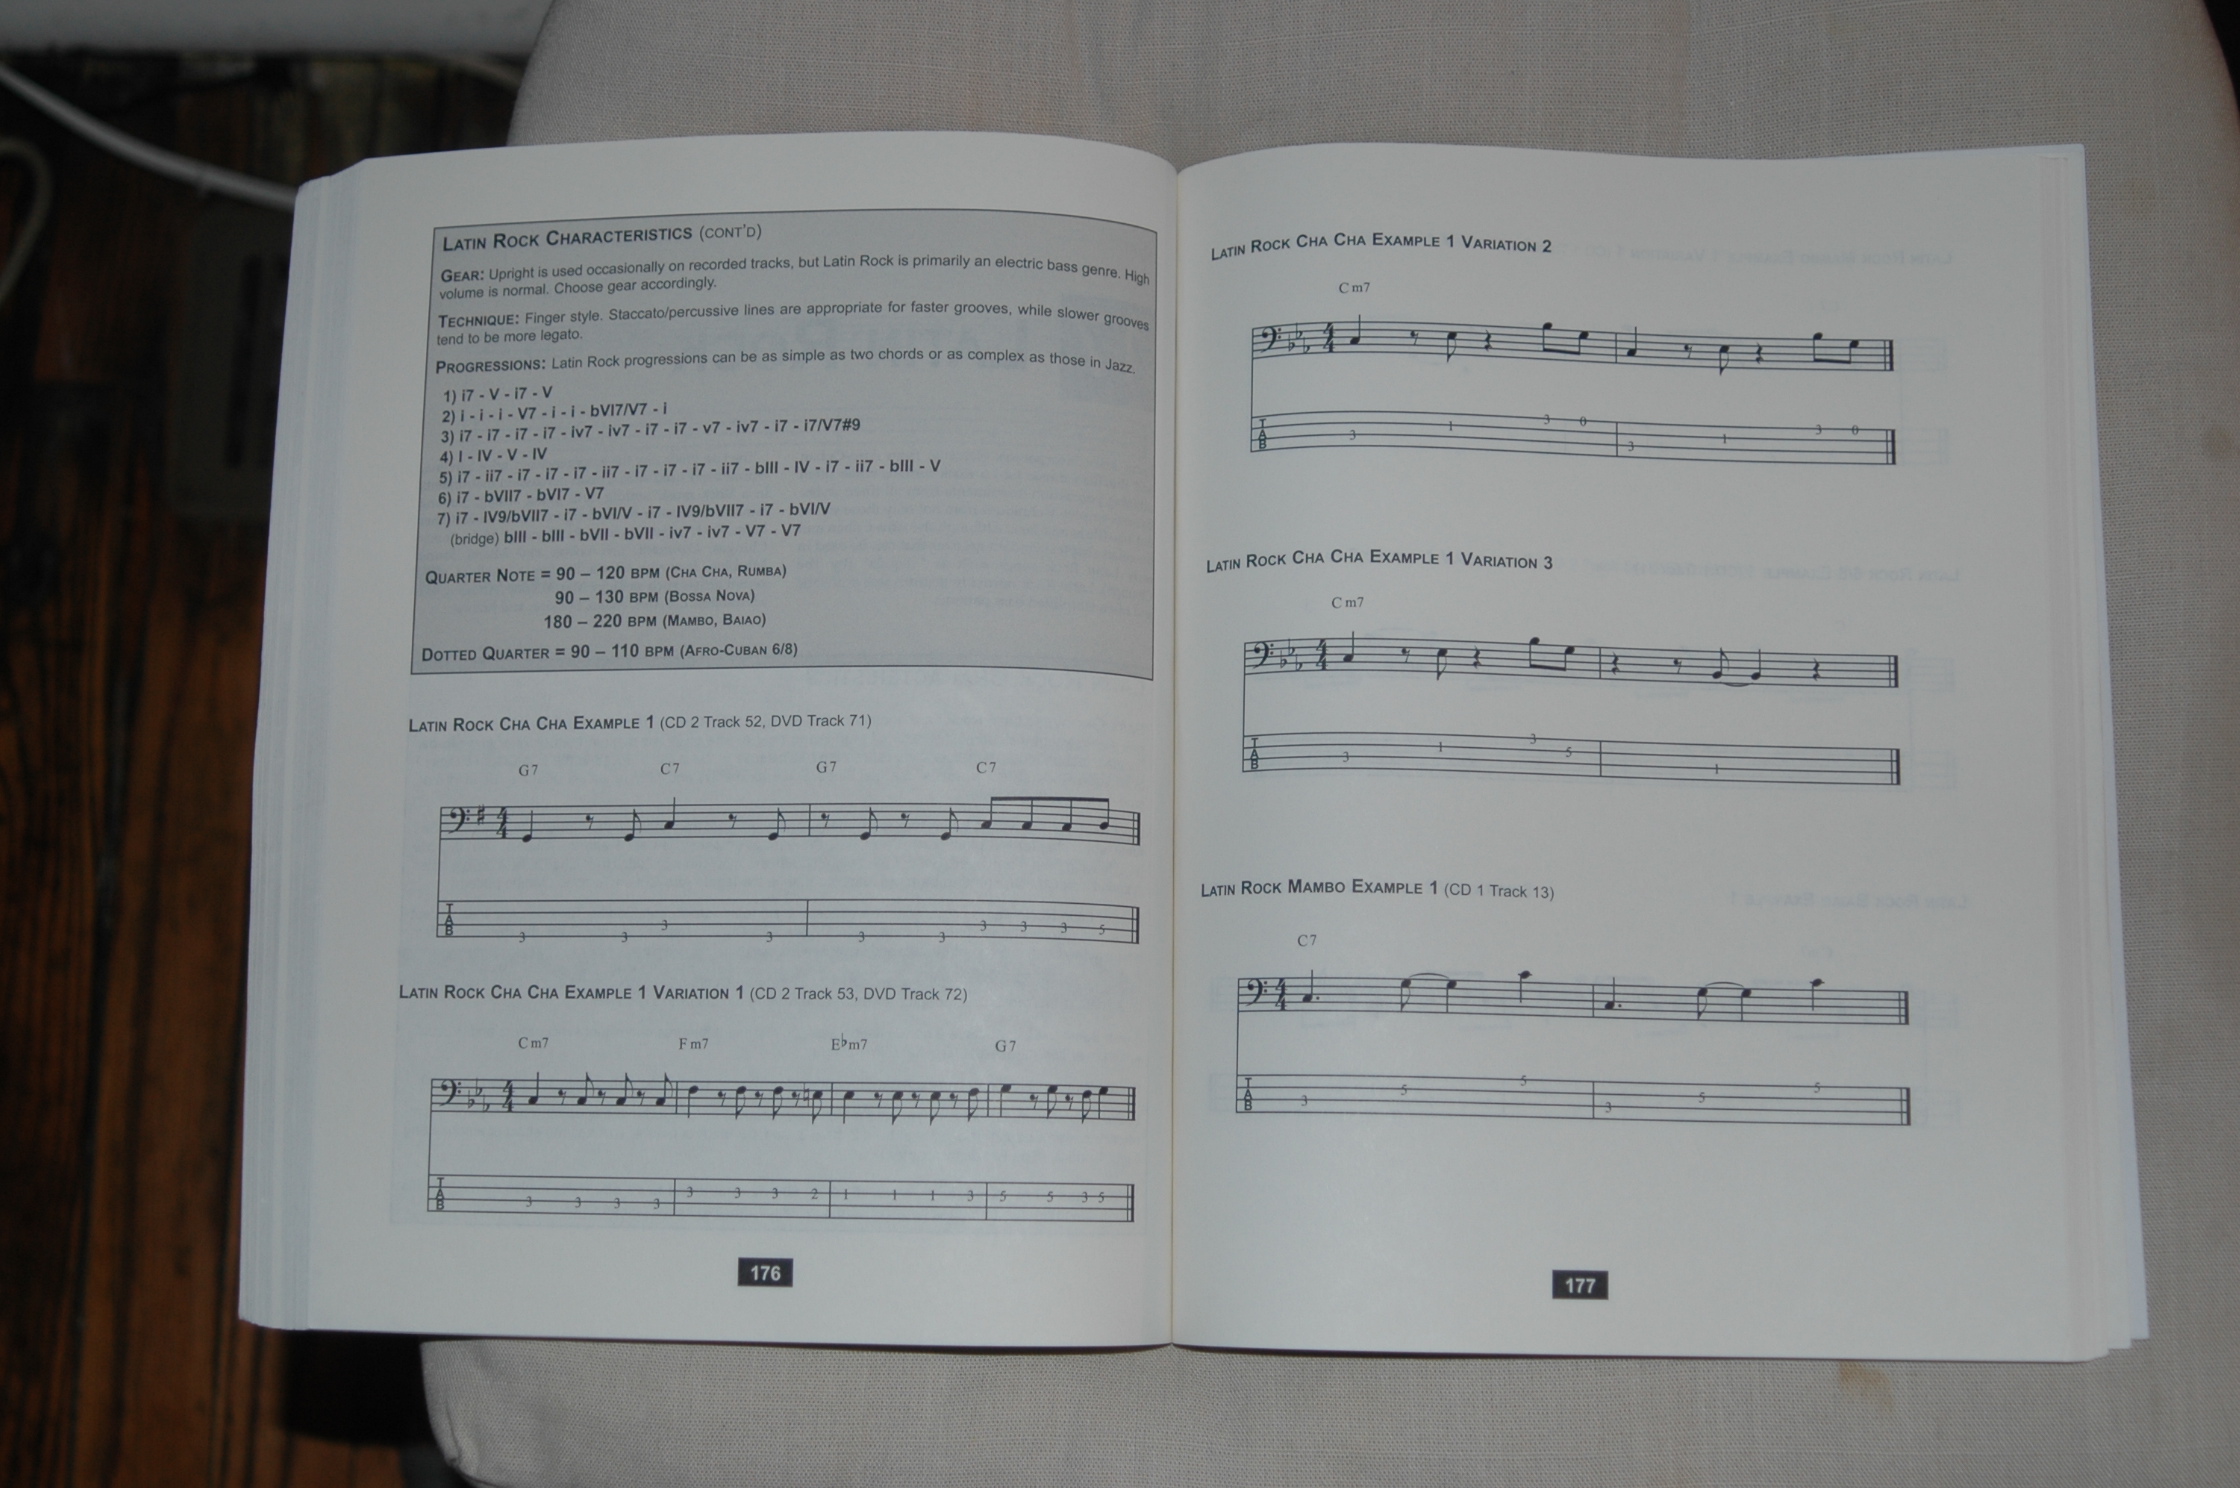 LATIN ROCK CHARACTERISTICS (CONT'D)
GEAR: Upright is used occasionally on recorded tracks, but Latin Rock is primarily an electric bass genre. High
volume is normal. Choose gear accordingly.
TECHNIQUE: Finger style. Staccato/percussive lines are appropriate for faster grooves, while slower grooves
tend to be more legato.
PROGRESSIONS: Latin Rock progressions can be as simple as two chords or as complex as those in Jazz.
1) i7 - V - i7 - V
2) i - i - i - V7 - i - i - bVI7/V7 - i
3) i7 - i7 - i7 - i7 - iv7 - iv7 - i7 - i7 - v7 - iv7 - i7 - i7/V7#9
4) I - IV - V - IV
5) i7 - ii7 - i7 - i7 - i7 - ii7 - i7 - i7 - i7 - ii7 - bIII - IV - i7 - ii7 - bIII - V
6) i7 - bVII7 - bVI7 - V7
7) i7 - IV9/bVII7 - i7 - bVI/V - i7 - IV9/bVII7 - i7 - bVI/V
(bridge) bIII - bIII - bVII - bVII - iv7 - iv7 - V7 - V7
QUARTER NOTE = 90 – 120 BPM (CHA CHA, RUMBA)
90 – 130 BPM (BOSSA NOVA)
180 – 220 BPM (MAMBO, BAIAO)
DOTTED QUARTER = 90 – 110 BPM (AFRO-CUBAN 6/8)
LATIN ROCK CHA CHA EXAMPLE 1 (CD 2 Track 52, DVD Track 71)
G7 C7 G7 C7
4
4
T
A
B
3 3 3 3 3 3 3 3 3 5
LATIN ROCK CHA CHA EXAMPLE 1 VARIATION 1 (CD 2 Track 53, DVD Track 72)
Cm7 Fm7 E♭m7 G7
4
4
T
A
B
3 3 3 3 3 3 3 2 1 1 1 3 5 5 3 5
176
LATIN ROCK CHA CHA EXAMPLE 1 VARIATION 2
Cm7
4
4
T
A
B
3 1 3 0 3 1 3 0
LATIN ROCK CHA CHA EXAMPLE 1 VARIATION 3
Cm7
4
4
T
A
B
3 1 3 5 1
LATIN ROCK MAMBO EXAMPLE 1 (CD 1 Track 13)
C7
4
4
T
A
B
3 5 5 3 5 5
177